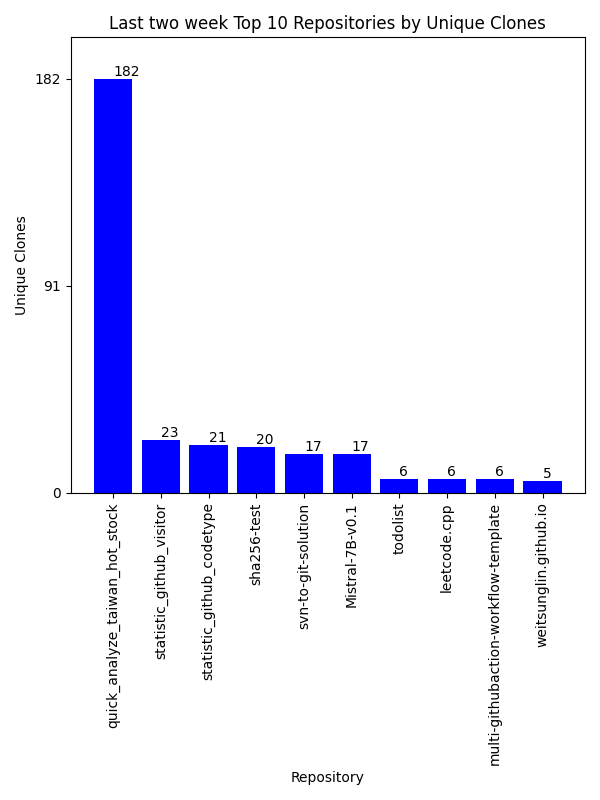 Last two week Top 10 Repositories by Unique Clones
Unique Clones
182
91
0
182
23
21
20
17
17
6
6
6
5
quick_analyze_taiwan_hot_stock
statistic_github_visitor
statistic_github_codetype
sha256-test
svn-to-git-solution
Mistral-7B-v0.1
todolist
leetcode.cpp
multi-githubaction-workflow-template
weitsunglin.github.io
Repository